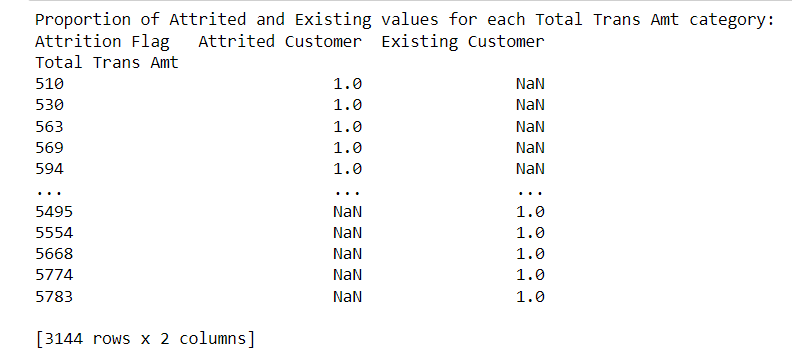 Proportion of Attrited and Existing values for each Total Trans Amt category:
Attrition Flag Attrited Customer Existing Customer
Total Trans Amt
510 1.0 NaN
530 1.0 NaN
563 1.0 NaN
569 1.0 NaN
594 1.0 NaN
... ... ...
5495 NaN 1.0
5554 NaN 1.0
5668 NaN 1.0
5774 NaN 1.0
5783 NaN 1.0
[3144 rows x 2 columns]